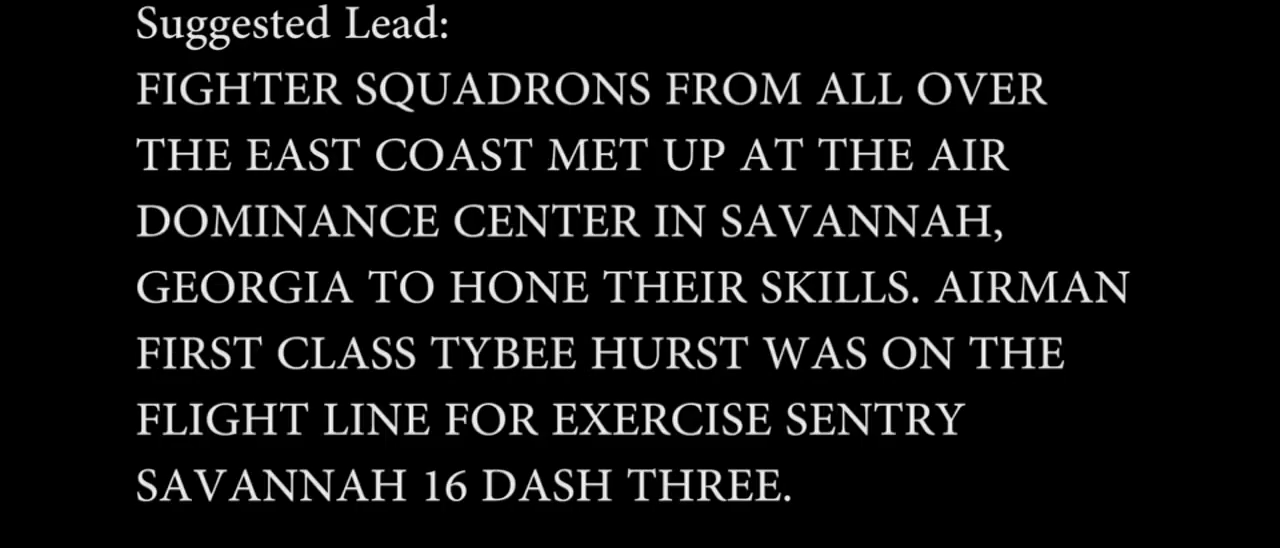 Suggested Lead:
FIGHTER SQUADRONS FROM ALL OVER
THE EAST COAST MET UP AT THE AIR
DOMINANCE CENTER IN SAVANNAH,
GEORGIA TO HONE THEIR SKILLS. AIRMAN
FIRST CLASS TYBEE HURST WAS ON THE
FLIGHT LINE FOR EXERCISE SENTRY
SAVANNAH 16 DASH THREE.